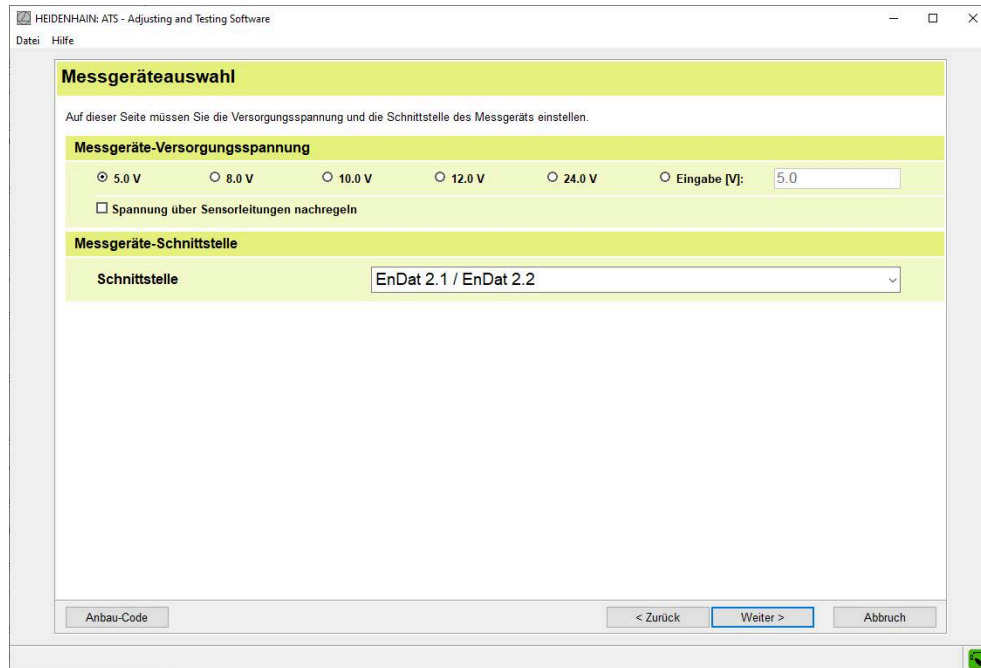 HEIDENHAIN: ATS - Adjusting and Testing Software
Datei Hilfe
Messgeräteauswahl
Auf dieser Seite müssen Sie die Versorgungsspannung und die Schnittstelle des Messgeräts einstellen.
Messgeräte-Versorgungsspannung
5.0 V 8.0 V 10.0 V 12.0 V 24.0 V Eingabe [V]: 5.0
Spannung über Sensorleitungen nachregeln
Messgeräte-Schnittstelle
Schnittstelle EnDat 2.1 / EnDat 2.2
Anbau-Code < Zurück Weiter > Abbruch